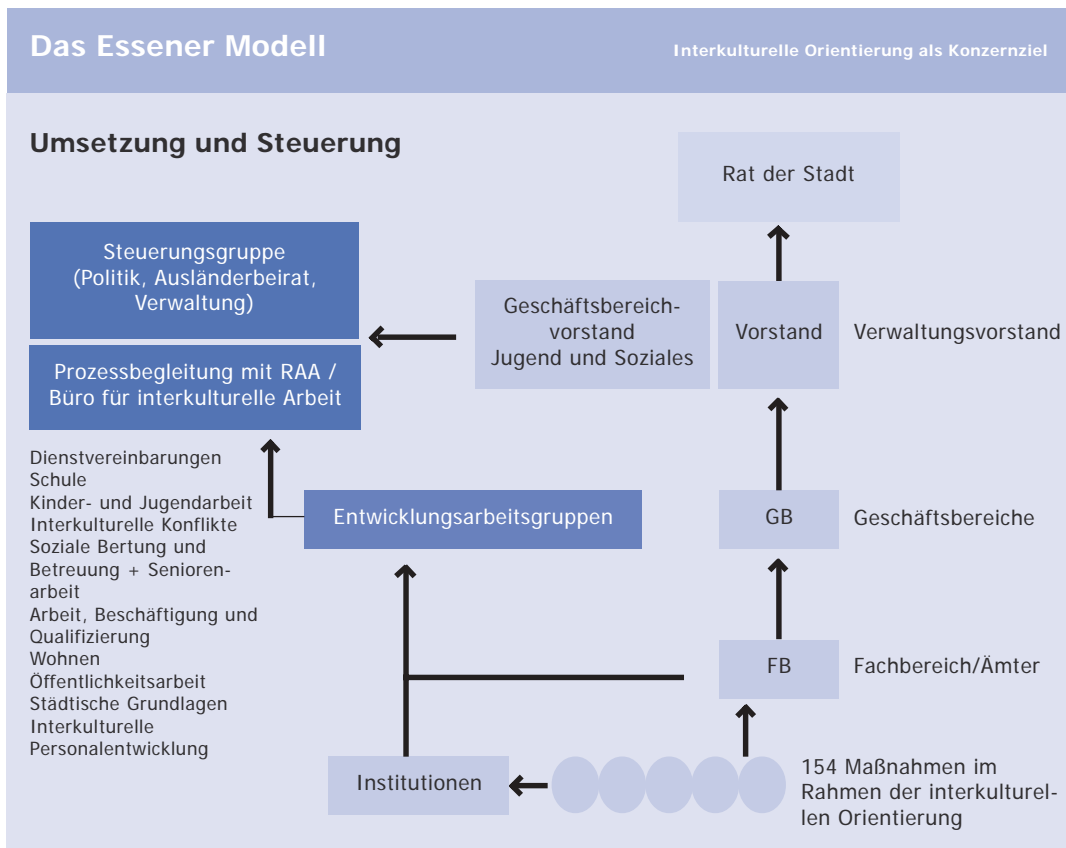 Das Essener Modell
Interkulturelle Orientierung als Konzernziel
Umsetzung und Steuerung
Rat der Stadt
Steuerungsgruppe
(Politik, Ausländerbeirat,
Verwaltung)
Geschäftsbereich-
vorstand
Jugend und Soziales
Vorstand
Verwaltungsvorstand
Prozessbegleitung mit RAA /
Büro für interkulturelle Arbeit
Dienstvereinbarungen
Schule
Kinder- und Jugendarbeit
Interkulturelle Konflikte
Soziale Bertung und
Betreuung + Senioren-
arbeit
Arbeit, Beschäftigung und
Qualifizierung
Wohnen
Öffentlichkeitsarbeit
Städtische Grundlagen
Interkulturelle
Personalentwicklung
Entwicklungsarbeitsgruppen
GB
Geschäftsbereiche
FB
Fachbereich/Ämter
Institutionen
154 Maßnahmen im
Rahmen der interkulturel-
len Orientierung